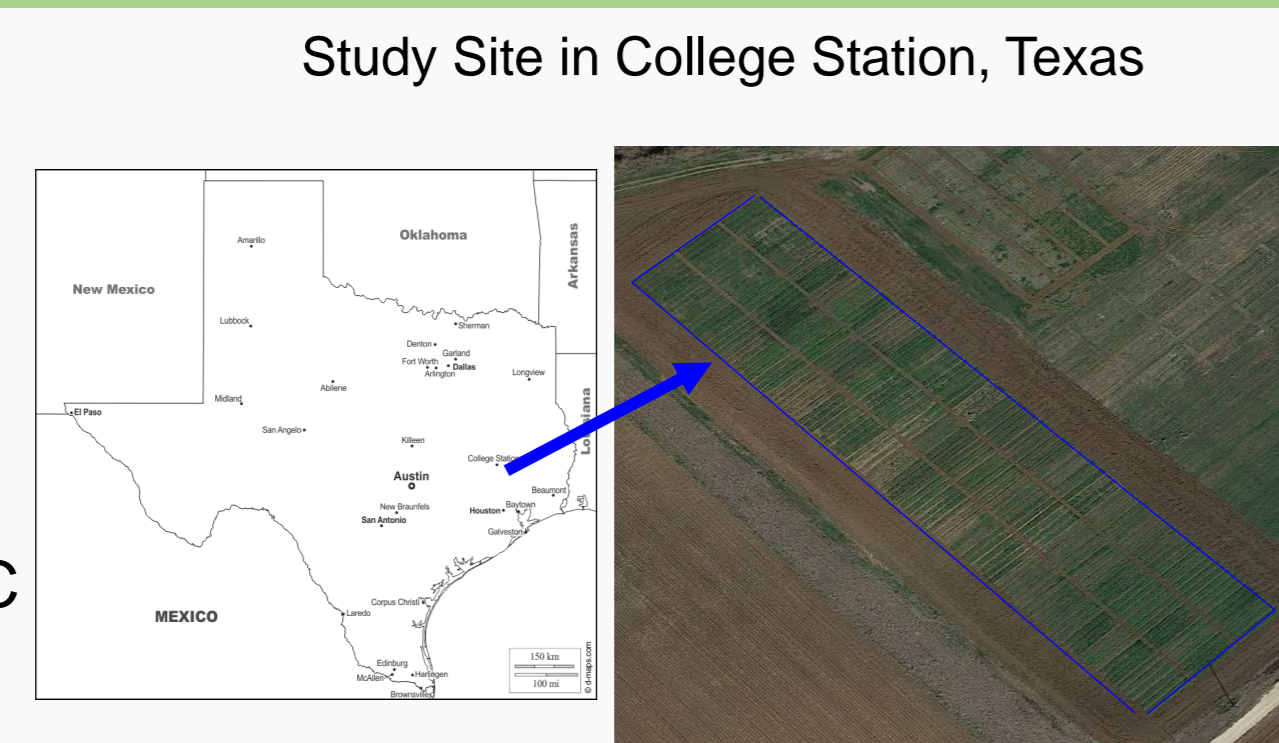 Study Site in College Station, Texas
Amarillo
Oklahoma
Arkansas
New Mexico
Lubbock
Sherman
Denton
Garland
Fort Worth
Dallas
Arlington
Longview
Abilene
Midland
El Paso
Louisiana
San Angelo
Killeen
College Station
Austin
Beaumont
New Braunfels
Houston
Baytown
San Antonio
Galveston
C
Corpus Christi
MEXICO
Laredo
150 km
100 mi
© d-maps.com
Edinburg
McAllen
Harlingen
Brownsville